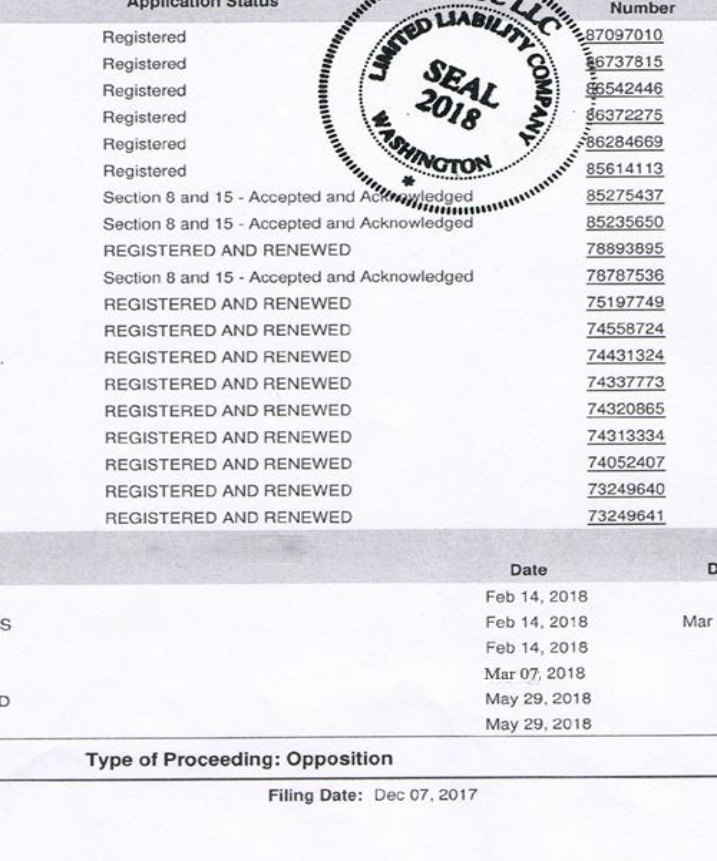 Application Status Number
LLC
LIMITED LIABILITY COMPANY
SEAL
2018
WASHINGTON
*
Registered 87097010
Registered 86737815
Registered 86542446
Registered 86372275
Registered 86284669
Registered 85614113
Section 8 and 15 - Accepted and Acknowledged 85275437
Section 8 and 15 - Accepted and Acknowledged 85235650
REGISTERED AND RENEWED 78893895
Section 8 and 15 - Accepted and Acknowledged 78787536
REGISTERED AND RENEWED 75197749
REGISTERED AND RENEWED 74558724
REGISTERED AND RENEWED 74431324
REGISTERED AND RENEWED 74337773
REGISTERED AND RENEWED 74320865
REGISTERED AND RENEWED 74313334
REGISTERED AND RENEWED 74052407
REGISTERED AND RENEWED 73249640
REGISTERED AND RENEWED 73249641
Date D
Feb 14, 2018
S Feb 14, 2018 Mar
Feb 14, 2018
Mar 07, 2018
D May 29, 2018
May 29, 2018
Type of Proceeding: Opposition
Filing Date: Dec 07, 2017